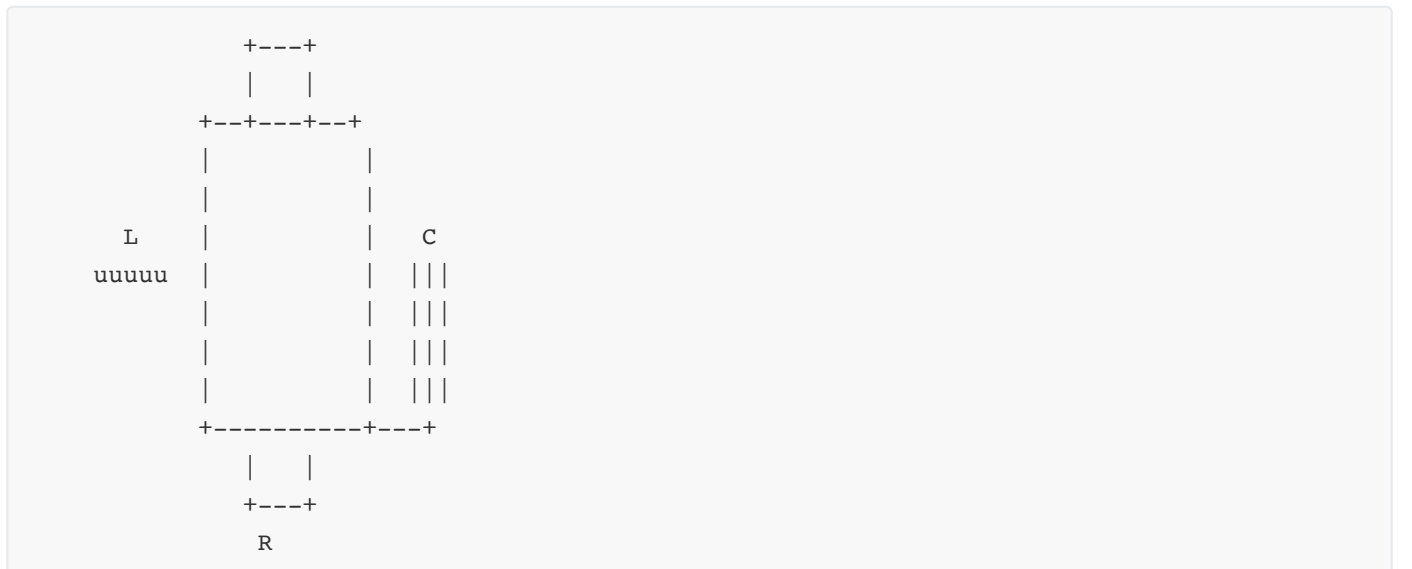 +---+
|   |
+--+---+--+
|          |
|          |
L    |          |   C
uuuuu  |          |  |||
|          |  |||
|          |  |||
|          |  |||
+----------+---+
|   |
+---+
R